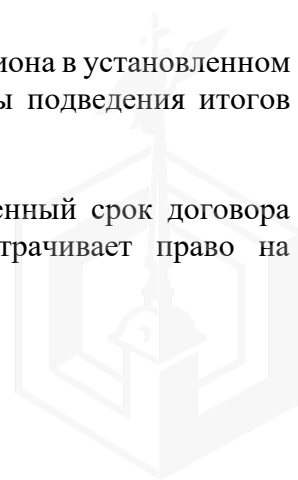 иона в установленном
ы подведения итогов
енный срок договора
трачивает право на